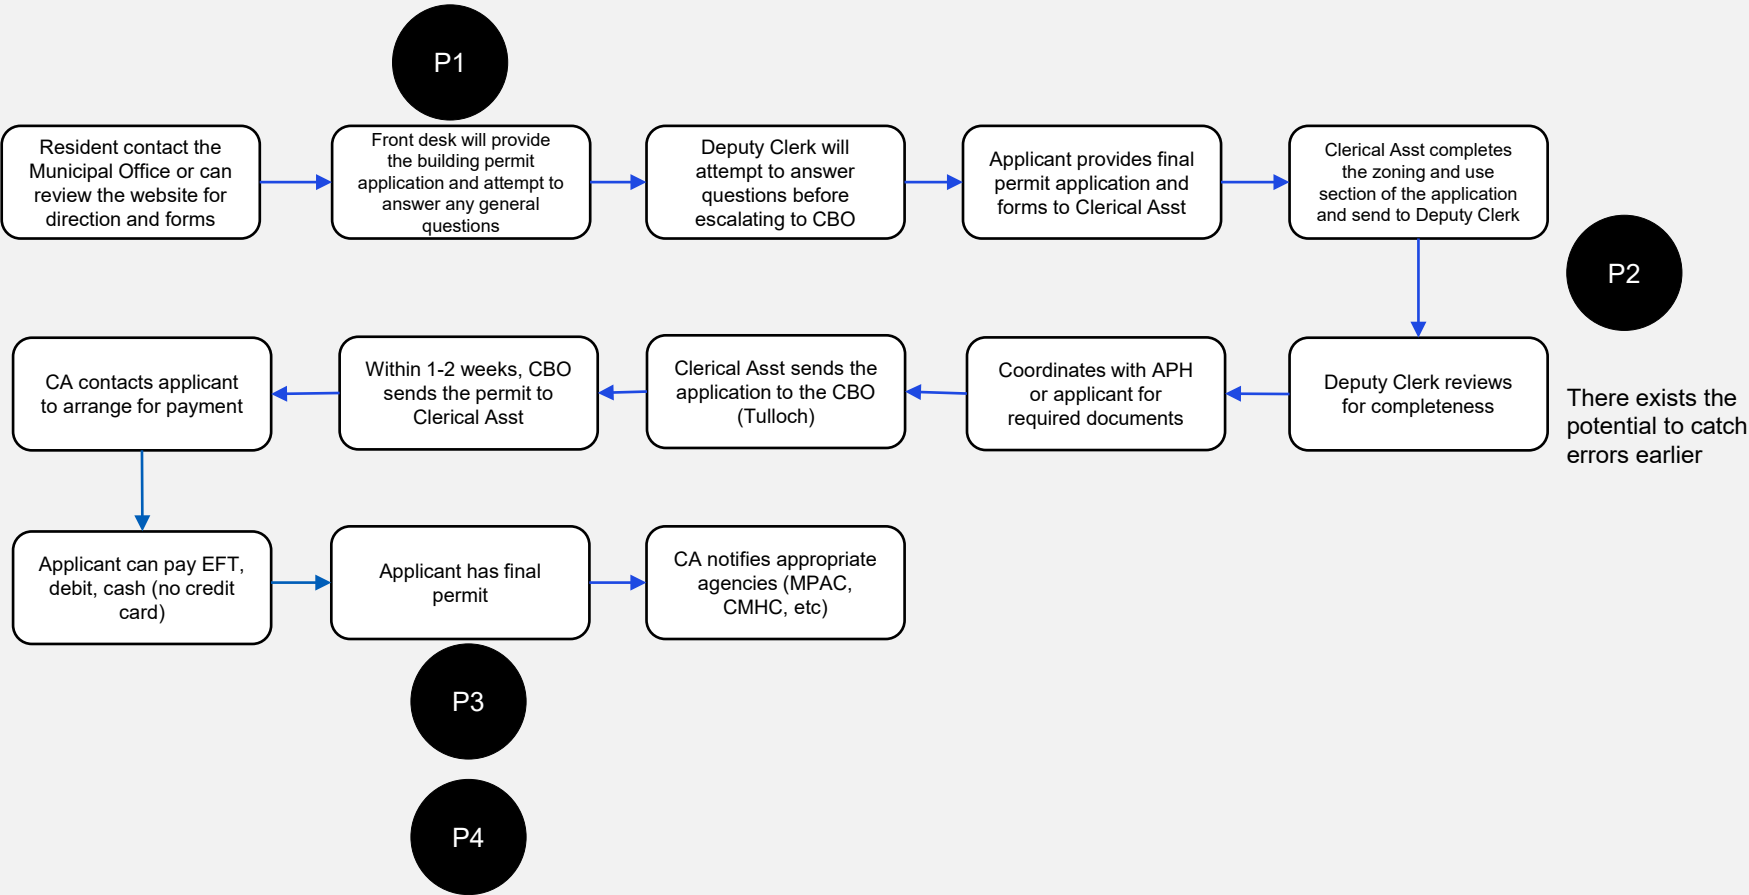 P1
Resident contact the
Municipal Office or can
review the website for
direction and forms
Front desk will provide
the building permit
application and attempt to
answer any general
questions
Deputy Clerk will
attempt to answer
questions before
escalating to CBO
Applicant provides final
permit application and
forms to Clerical Asst
Clerical Asst completes
the zoning and use
section of the application
and send to Deputy Clerk
P2
There exists the
potential to catch
errors earlier
Deputy Clerk reviews
for completeness
Coordinates with APH
or applicant for
required documents
Clerical Asst sends the
application to the CBO
(Tulloch)
Within 1-2 weeks, CBO
sends the permit to
Clerical Asst
CA contacts applicant
to arrange for payment
Applicant can pay EFT,
debit, cash (no credit
card)
Applicant has final
permit
CA notifies appropriate
agencies (MPAC,
CMHC, etc)
P3
P4